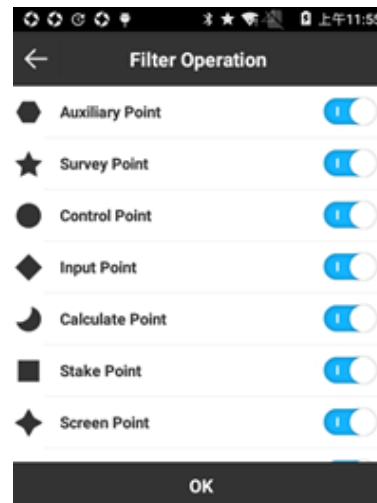 上午11:55
Filter Operation
Auxiliary Point
Survey Point
Control Point
Input Point
Calculate Point
Stake Point
Screen Point
OK